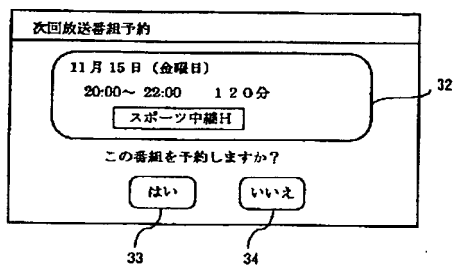 次回放送番組予約
11月15日（金曜日）
20:00～22:00 120分
スポーツ中継H
32
この番組を予約しますか？
はい いいえ
33 34